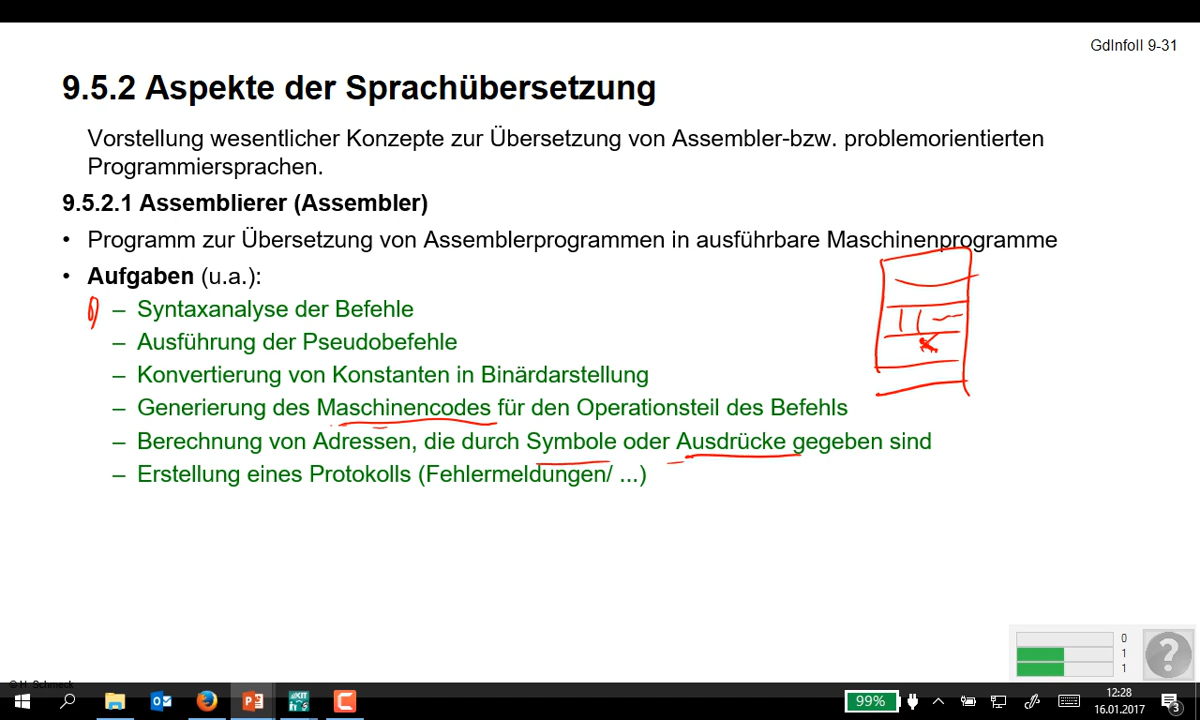 GdInfoII 9-31
9.5.2 Aspekte der Sprachübersetzung
Vorstellung wesentlicher Konzepte zur Übersetzung von Assembler-bzw. problemorientierten
Programmiersprachen.
9.5.2.1 Assemblierer (Assembler)
• Programm zur Übersetzung von Assemblerprogrammen in ausführbare Maschinenprogramme
• Aufgaben (u.a.):
– Syntaxanalyse der Befehle
– Ausführung der Pseudobefehle
– Konvertierung von Konstanten in Binärdarstellung
– Generierung des Maschinencodes für den Operationsteil des Befehls
– Berechnung von Adressen, die durch Symbole oder Ausdrücke gegeben sind
– Erstellung eines Protokolls (Fehlermeldungen/ ...)
0
1
1
?
© H. Schmeck
99%
12:28
16.01.2017
3